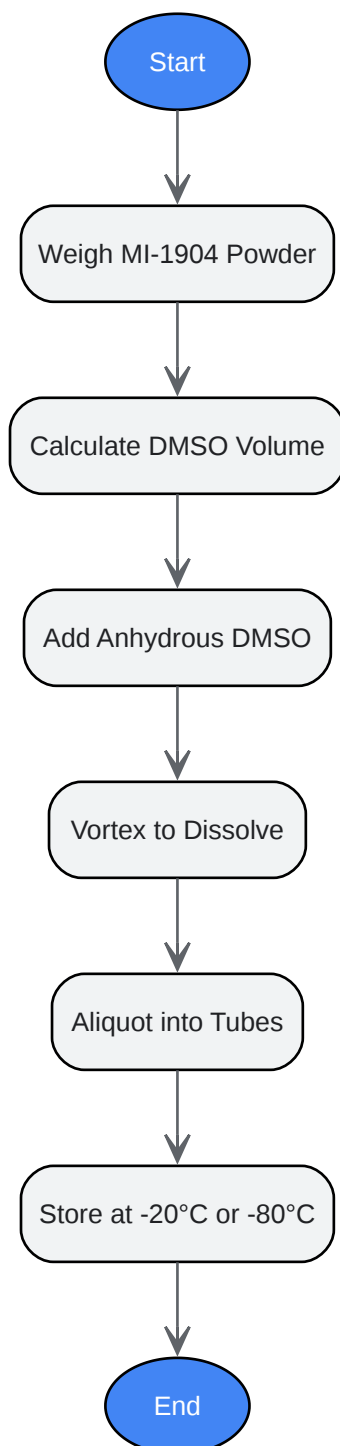 Start
Weigh MI-1904 Powder
Calculate DMSO Volume
Add Anhydrous DMSO
Vortex to Dissolve
Aliquot into Tubes
Store at -20°C or -80°C
End